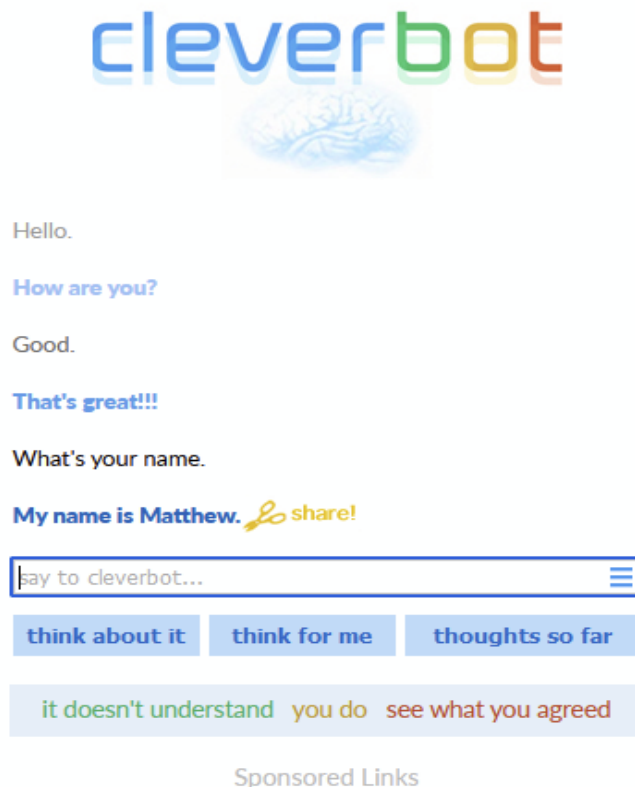 cleverbot
Hello.
How are you?
Good.
That's great!!!
What's your name.
My name is Matthew. share!
say to cleverbot...
think about it think for me thoughts so far
it doesn't understand you do see what you agreed
Sponsored Links